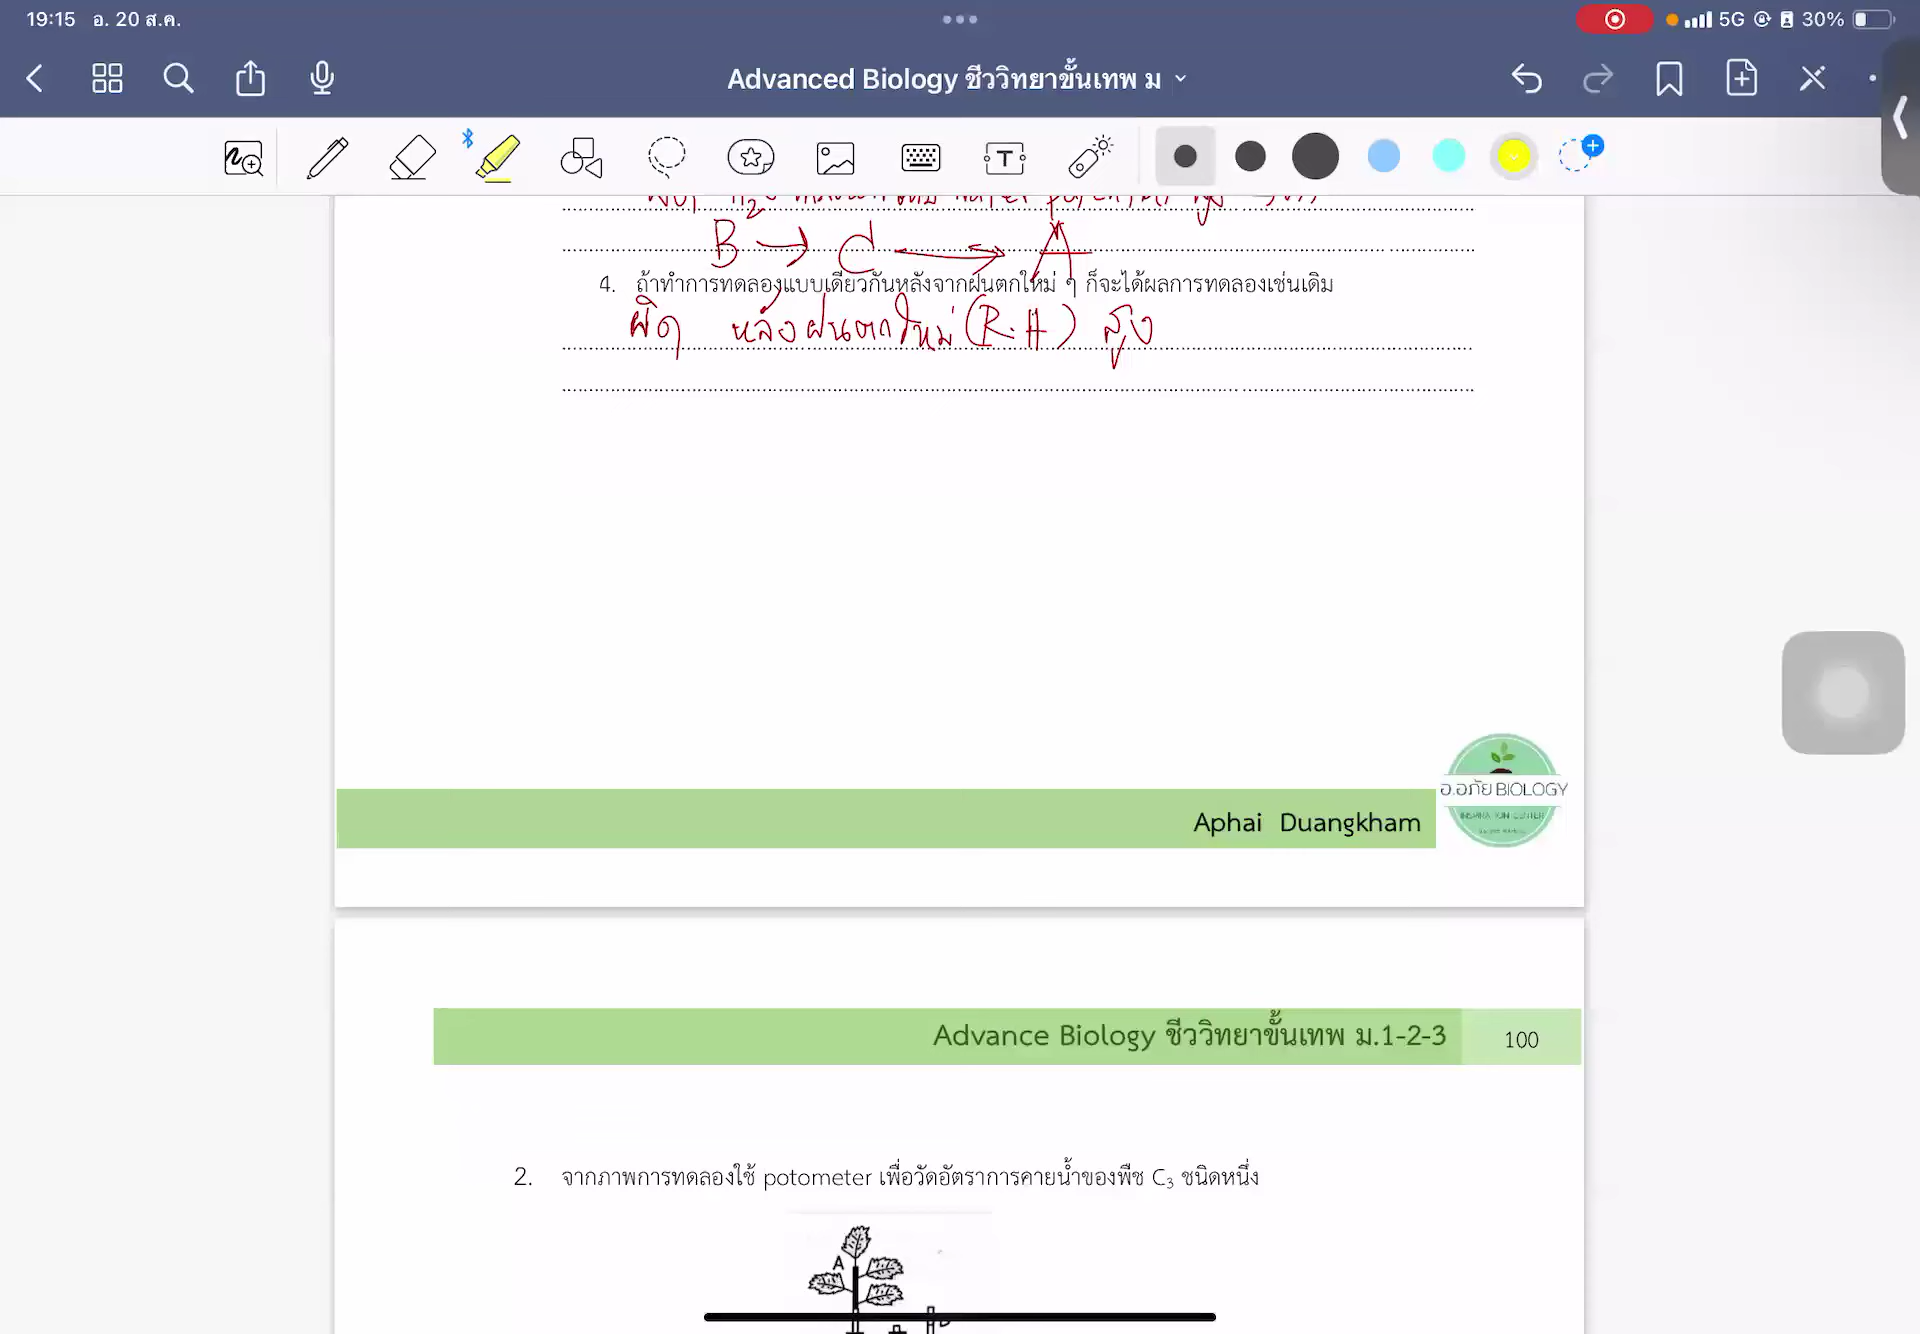 19:15 อ. 20 ส.ค.
5G 30%
Advanced Biology ชีววิทยาขั้นเทพ ม
B → C → A
4. ถ้าทำการทดลองแบบเดียวกันหลังจากฝนตกใหม่ ๆ ก็จะได้ผลการทดลองเช่นเดิม
ผิด หลังฝนตกใหม่ (R.H) สูง
อ.อภัย BIOLOGY
INSPIRATION CENTER
Aphai Duangkham
Advance Biology ชีววิทยาขั้นเทพ ม.1-2-3 100
2. จากภาพการทดลองใช้ potometer เพื่อวัดอัตราการคายน้ำของพืช C₃ ชนิดหนึ่ง
A